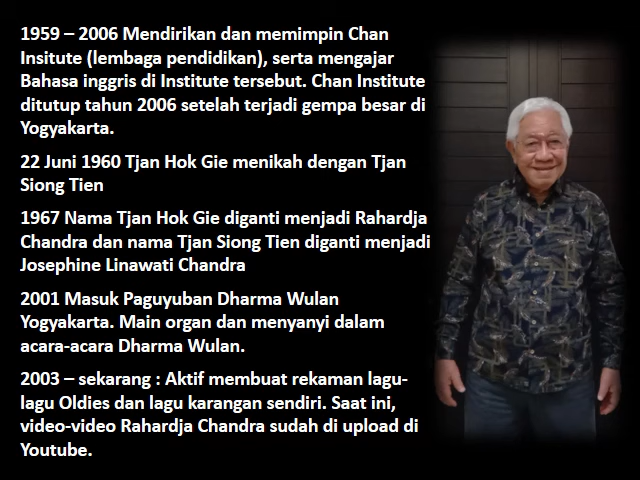 1959 – 2006 Mendirikan dan memimpin Chan
Insitute (lembaga pendidikan), serta mengajar
Bahasa inggris di Institute tersebut. Chan Institute
ditutup tahun 2006 setelah terjadi gempa besar di
Yogyakarta.
22 Juni 1960 Tjan Hok Gie menikah dengan Tjan
Siong Tien
1967 Nama Tjan Hok Gie diganti menjadi Rahardja
Chandra dan nama Tjan Siong Tien diganti menjadi
Josephine Linawati Chandra
2001 Masuk Paguyuban Dharma Wulan
Yogyakarta. Main organ dan menyanyi dalam
acara-acara Dharma Wulan.
2003 – sekarang : Aktif membuat rekaman lagu-
lagu Oldies dan lagu karangan sendiri. Saat ini,
video-video Rahardja Chandra sudah di upload di
Youtube.